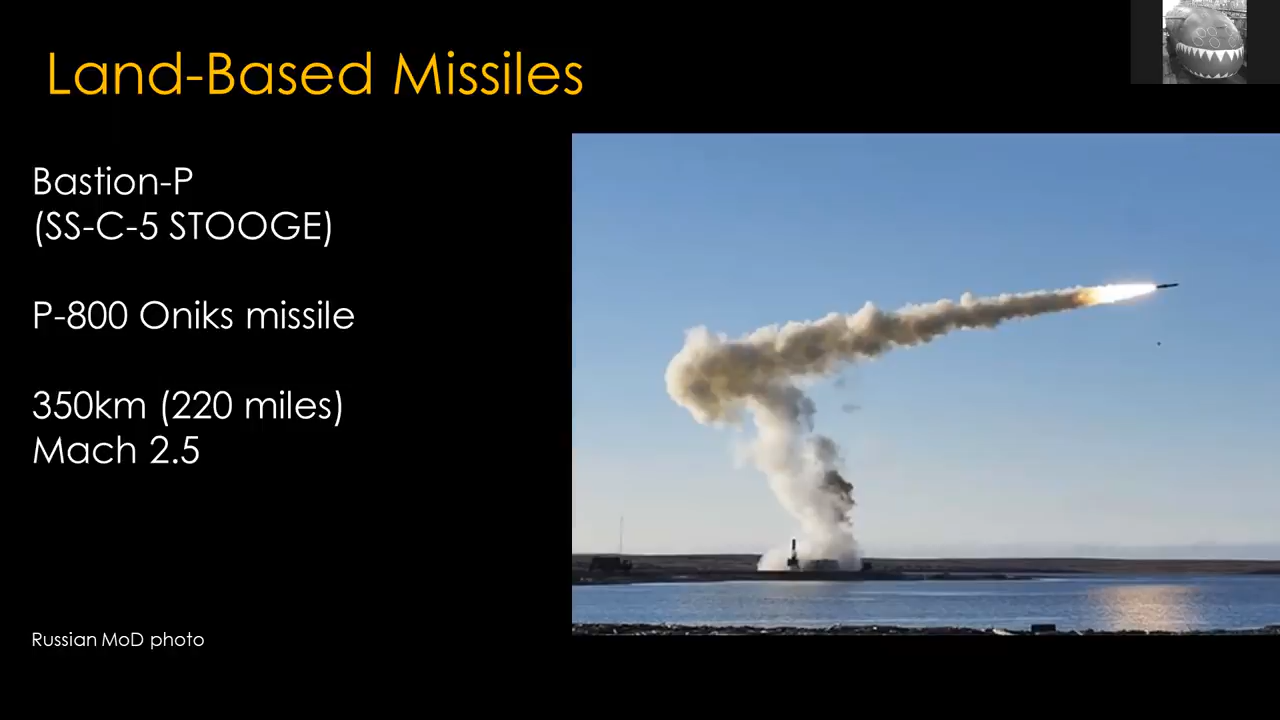 Land-Based Missiles
Bastion-P
(SS-C-5 STOOGE)
P-800 Oniks missile
350km (220 miles)
Mach 2.5
Russian MoD photo